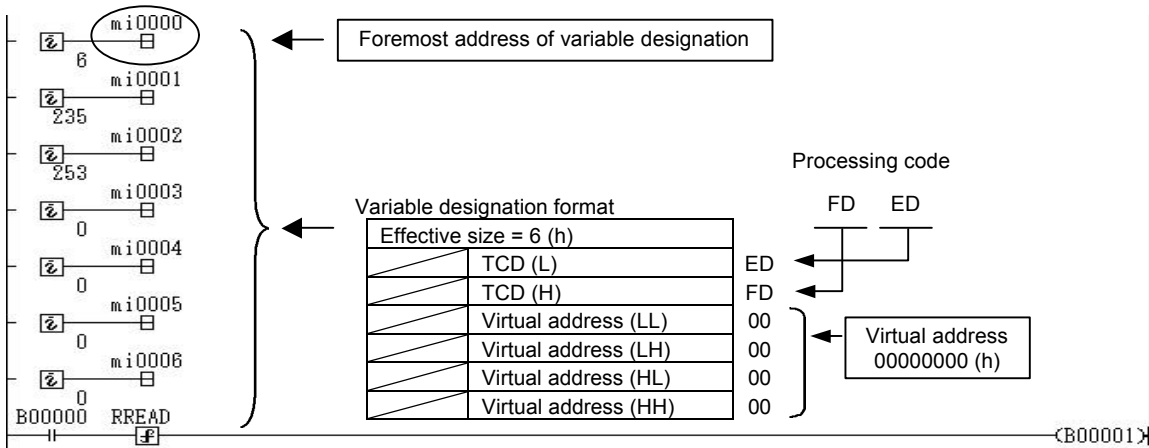 mi0000
Foremost address of variable designation
6
mi0001
235
mi0002
253
mi0003
0
mi0004
0
mi0005
0
mi0006
0
Processing code
FD ED
Variable designation format
Effective size = 6 (h)
TCD (L) ED
TCD (H) FD
Virtual address (LL) 00
Virtual address (LH) 00
Virtual address (HL) 00
Virtual address (HH) 00
Virtual address
00000000 (h)
B00000 RREAD
(B00001)